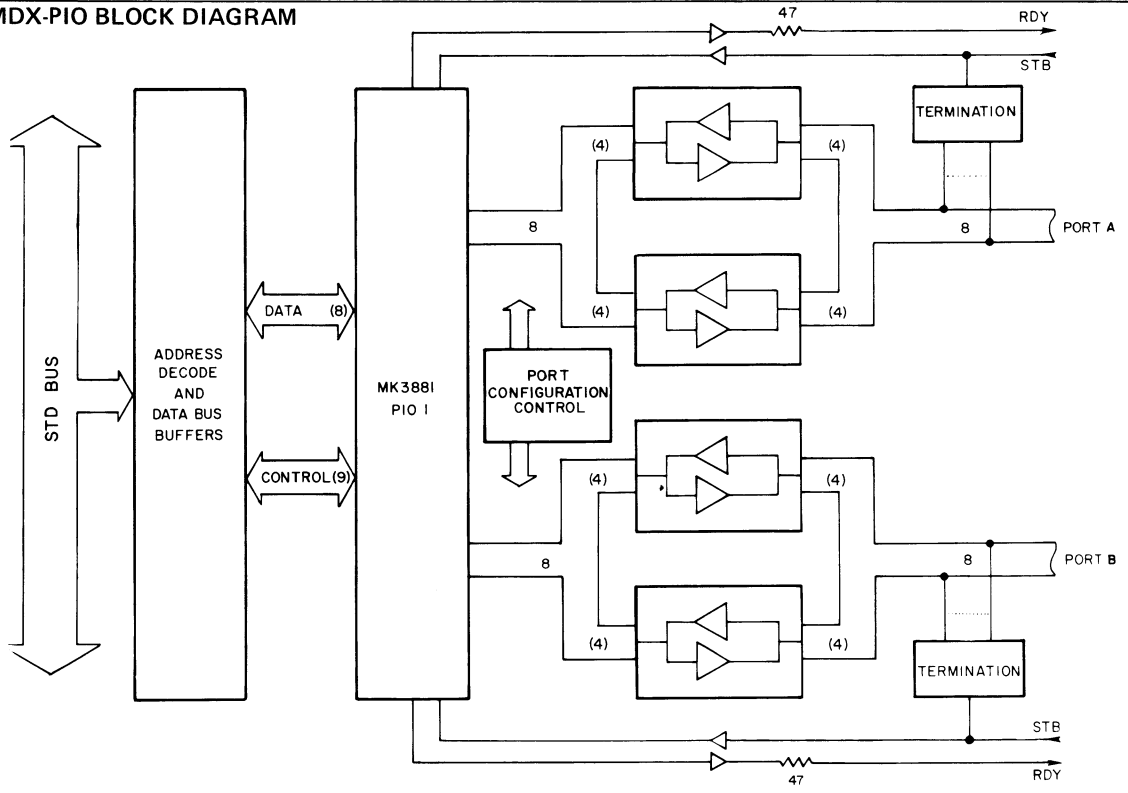 MDX-PIO BLOCK DIAGRAM
47
RDY
STB
TERMINATION
(4)
(4)
8
8
PORT A
(4)
(4)
STD BUS
ADDRESS
DECODE
AND
DATA BUS
BUFFERS
DATA (8)
CONTROL(9)
MK3881
PIO I
PORT
CONFIGURATION
CONTROL
(4)
(4)
8
8
PORT B
(4)
(4)
TERMINATION
STB
47
RDY